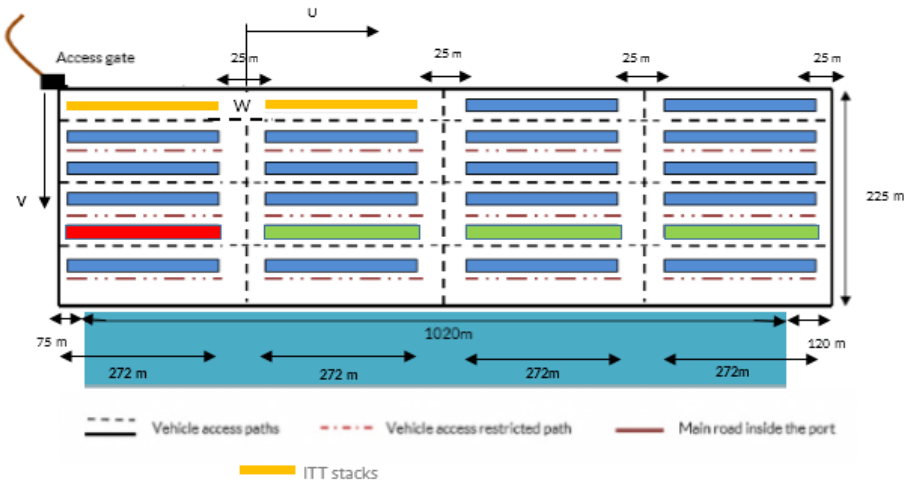 U
Access gate
25 m
25 m
25 m
25 m
W
V
225 m
1020m
75 m
120 m
272 m
272 m
272m
272m
Vehicle access paths
Vehicle access restricted path
Main road inside the port
ITT stacks